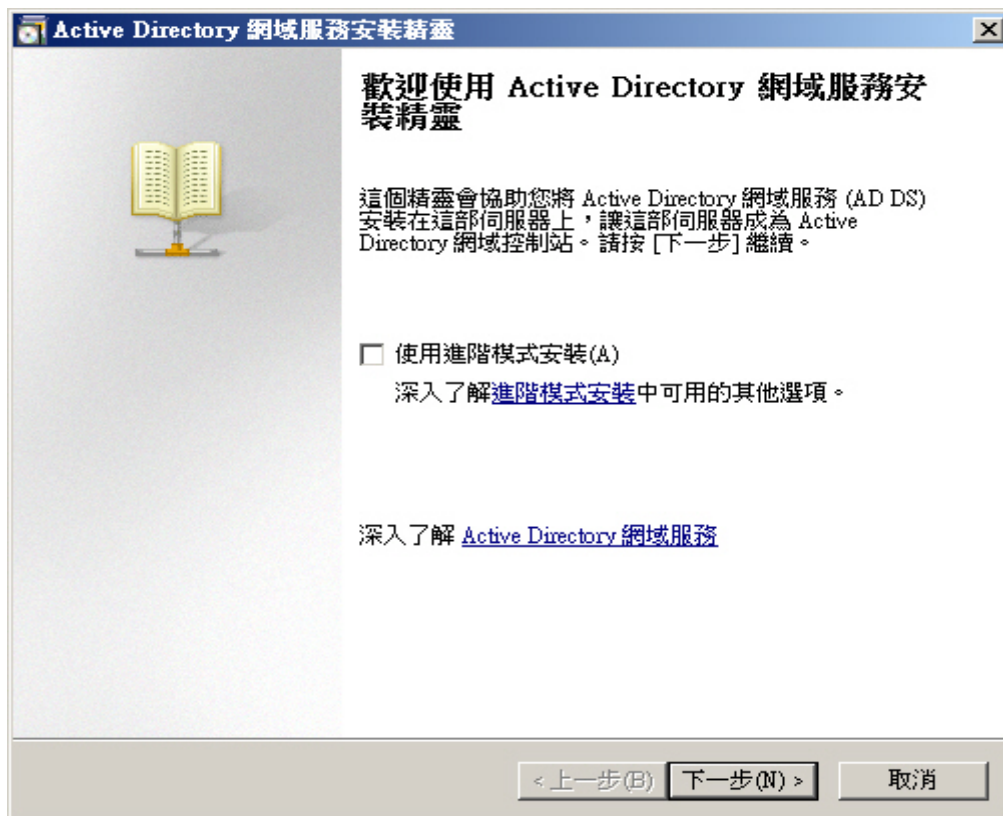 Active Directory 網域服務安裝精靈
歡迎使用 Active Directory 網域服務安
裝精靈
這個精靈會協助您將 Active Directory 網域服務 (AD DS)
安裝在這部伺服器上，讓這部伺服器成為 Active
Directory 網域控制站。請按 [下一步] 繼續。
使用進階模式安裝(A)
深入了解進階模式安裝中可用的其他選項。
深入了解 Active Directory 網域服務
< 上一步(B) 下一步(N) > 取消